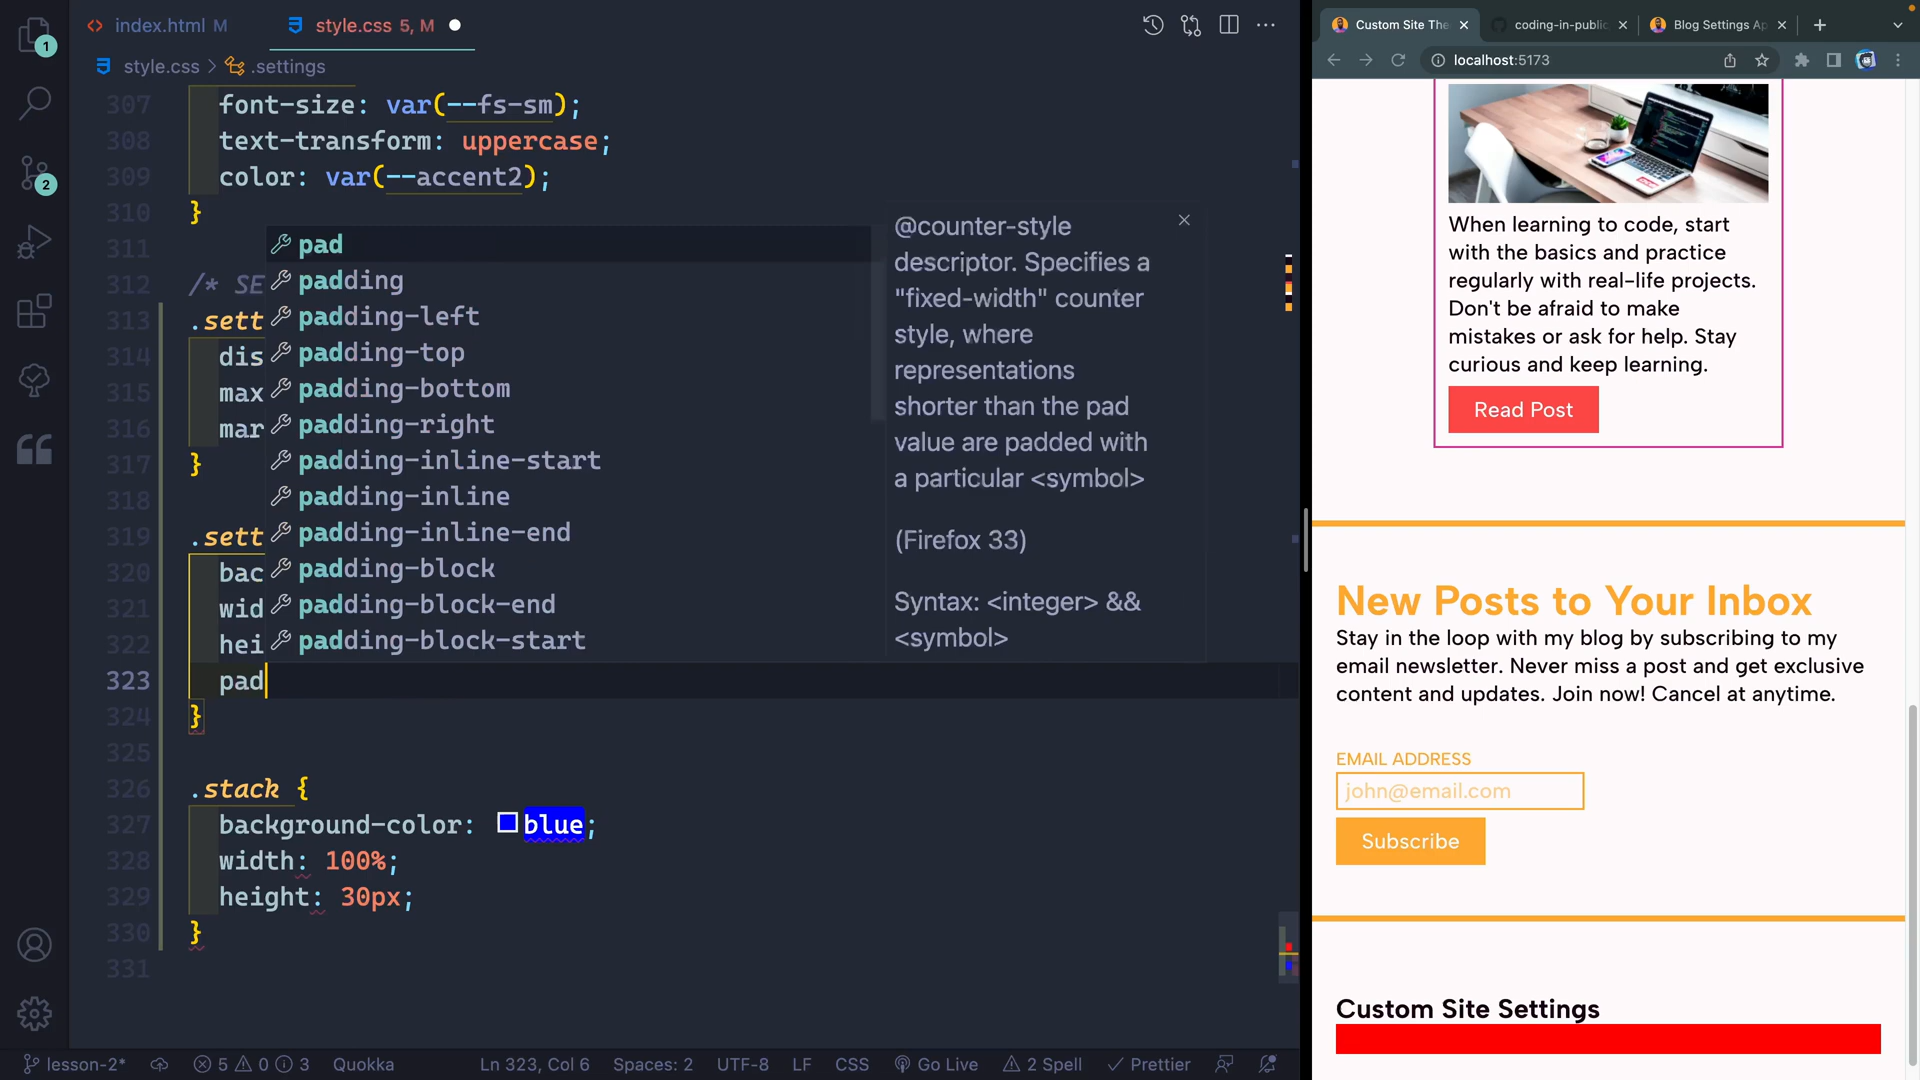 index.html M
style.css 5, M
style.css > .settings
307 font-size: var(--fs-sm);
308 text-transform: uppercase;
309 color: var(--accent2);
310 }
311
312 /* SE
313 .sett
314 dis
315 max
316 mar
317 }
318
319 .sett
320 bac
321 wid
322 hei
323 pad
324 }
325
326 .stack {
327 background-color: blue;
328 width: 100%;
329 height: 30px;
330 }
331
pad
padding
padding-left
padding-top
padding-bottom
padding-right
padding-inline-start
padding-inline
padding-inline-end
padding-block
padding-block-end
padding-block-start
@counter-style
descriptor. Specifies a
"fixed-width" counter
style, where
representations
shorter than the pad
value are padded with
a particular <symbol>
(Firefox 33)
Syntax: <integer> &&
<symbol>
1
2
lesson-2* 5 0 3 Quokka Ln 323, Col 6 Spaces: 2 UTF-8 LF CSS Go Live 2 Spell Prettier
Custom Site The
coding-in-public
Blog Settings Ap
localhost:5173
When learning to code, start
with the basics and practice
regularly with real-life projects.
Don't be afraid to make
mistakes or ask for help. Stay
curious and keep learning.
Read Post
New Posts to Your Inbox
Stay in the loop with my blog by subscribing to my
email newsletter. Never miss a post and get exclusive
content and updates. Join now! Cancel at anytime.
EMAIL ADDRESS
john@email.com
Subscribe
Custom Site Settings